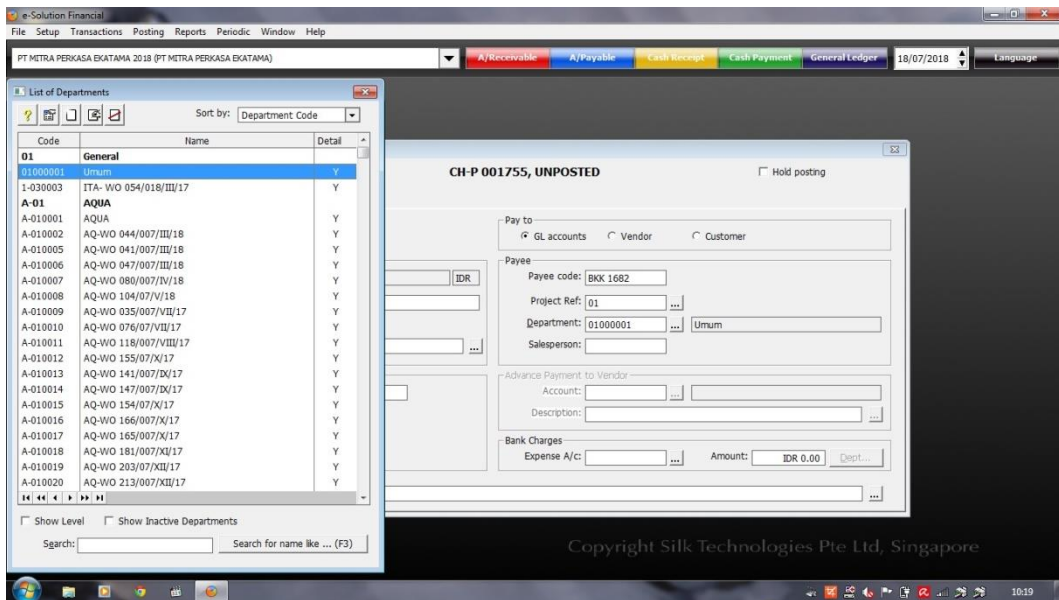 e-Solution Financial
File Setup Transactions Posting Reports Periodic Window Help
PT MITRA PERKASA EKATAMA 2018 (PT MITRA PERKASA EKATAMA) A/Receivable A/Payable Cash Receipt Cash Payment General Ledger 18/07/2018 Language
List of Departments
Sort by: Department Code
Code Name Detail
01 General
01000001 Umum Y
1-030003 ITA- WO 054/018/III/17 Y
A-01 AQUA
A-010001 AQUA Y
A-010002 AQ-WO 044/007/III/18 Y
A-010005 AQ-WO 041/007/III/18 Y
A-010006 AQ-WO 047/007/III/18 Y
A-010007 AQ-WO 080/007/IV/18 Y
A-010008 AQ-WO 104/07/V/18 Y
A-010009 AQ-WO 035/007/VII/17 Y
A-010010 AQ-WO 076/07/VII/17 Y
A-010011 AQ-WO 118/007/VIII/17 Y
A-010012 AQ-WO 155/07/X/17 Y
A-010013 AQ-WO 141/007/IX/17 Y
A-010014 AQ-WO 147/007/IX/17 Y
A-010015 AQ-WO 154/07/X/17 Y
A-010016 AQ-WO 166/007/X/17 Y
A-010017 AQ-WO 165/007/X/17 Y
A-010018 AQ-WO 181/007/XI/17 Y
A-010019 AQ-WO 203/07/XII/17 Y
A-010020 AQ-WO 213/007/XII/17 Y
Show Level Show Inactive Departments
Search: Search for name like ... (F3)
CH-P 001755, UNPOSTED Hold posting
Pay to
GL accounts Vendor Customer
IDR
Payee
Payee code: BKK 1682
Project Ref: 01 ...
Department: 01000001 ... Umum
Salesperson:
...
Advance Payment to Vendor
Account: ...
Description: ...
Bank Charges
Expense A/c: ... Amount: IDR 0.00 Dept...
...
Copyright Silk Technologies Pte Ltd, Singapore
10:19